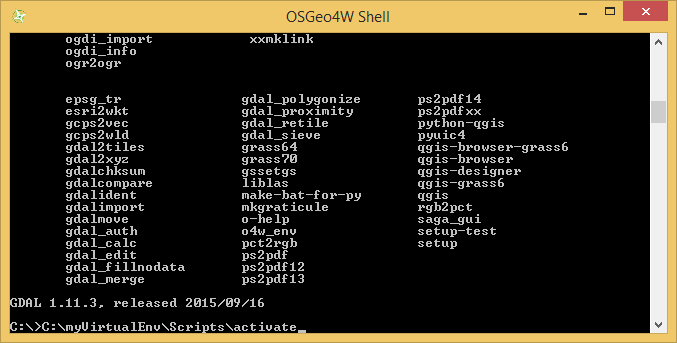 OSGeo4W Shell
ogdi_import xxmklink
ogdi_info
ogr2ogr
epsg_tr gdal_polygonize ps2pdf14
esri2wkt gdal_proximity ps2pdfxx
gcps2vec gdal_retile python-qgis
gcps2wld gdal_sieve pyuic4
gdal2tiles grass64 qgis-browser-grass6
gdal2xyz grass70 qgis-browser
gdalchksum gssetgs qgis-designer
gdalcompare liblas qgis-grass6
gdalident make-bat-for-py qgis
gdalimport mkgraticule rgb2pct
gdalmove o-help saga_gui
gdal_auth o4w_env setup-test
gdal_calc pct2rgb setup
gdal_edit ps2pdf
gdal_fillnodata ps2pdf12
gdal_merge ps2pdf13
GDAL 1.11.3, released 2015/09/16
C:\>C:\myVirtualEnv\Scripts\activate_